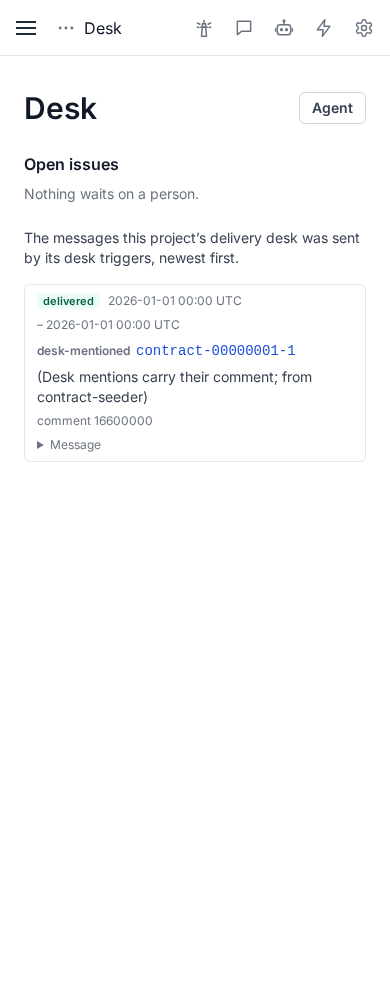 Desk
Desk
Agent
Open issues
Nothing waits on a person.
The messages this project's delivery desk was sent
by its desk triggers, newest first.
delivered 2026-01-01 00:00 UTC
– 2026-01-01 00:00 UTC
desk-mentioned contract-00000001-1
(Desk mentions carry their comment; from
contract-seeder)
comment 16600000
Message